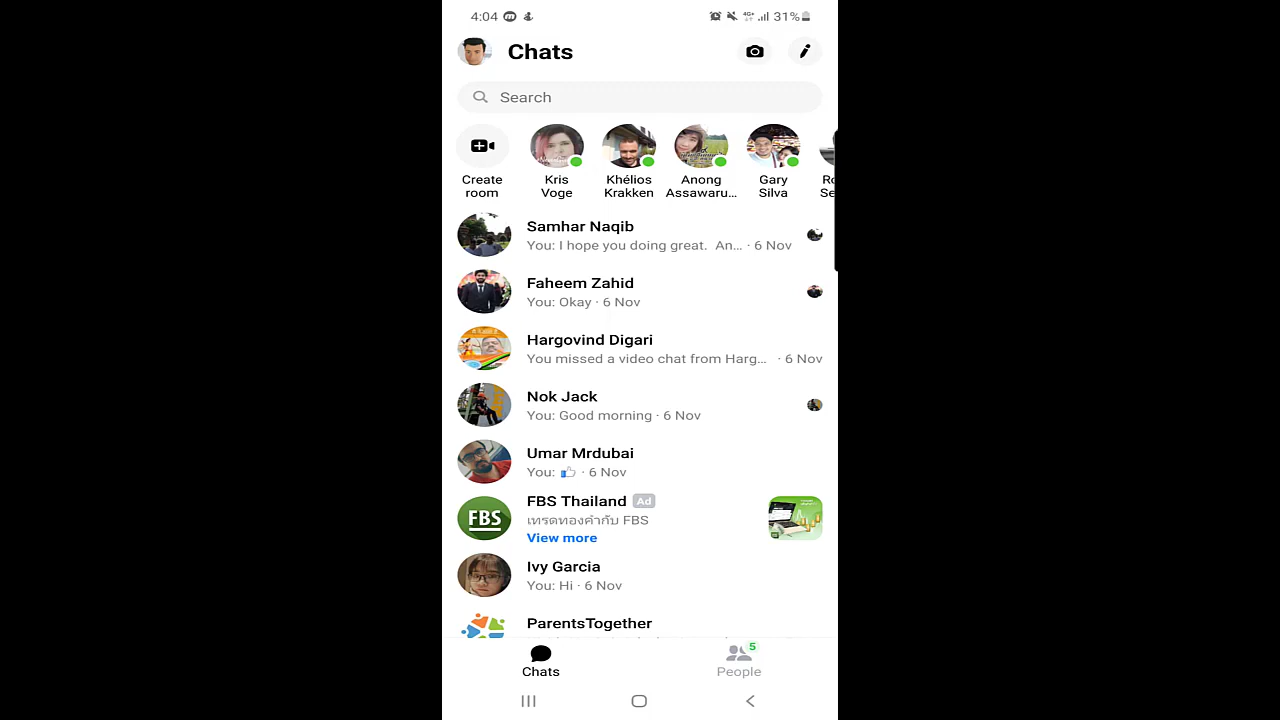 4:04
4G+
31%
Chats
Search
Create room
Kris Voge
Khélios Krakken
Anong Assawaru...
Gary Silva
Samhar Naqib
You: I hope you doing great. An... · 6 Nov
Faheem Zahid
You: Okay · 6 Nov
Hargovind Digari
You missed a video chat from Harg... · 6 Nov
Nok Jack
You: Good morning · 6 Nov
Umar Mrdubai
You: 👍 · 6 Nov
FBS Thailand Ad
FBS
เทรดทองคำกับ FBS
View more
Ivy Garcia
You: Hi · 6 Nov
ParentsTogether
5
Chats
People